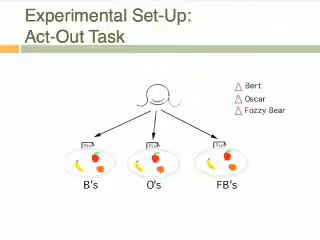 Experimental Set-Up:
Act-Out Task
Bert
Oscar
Fozzy Bear
B's O's FB's